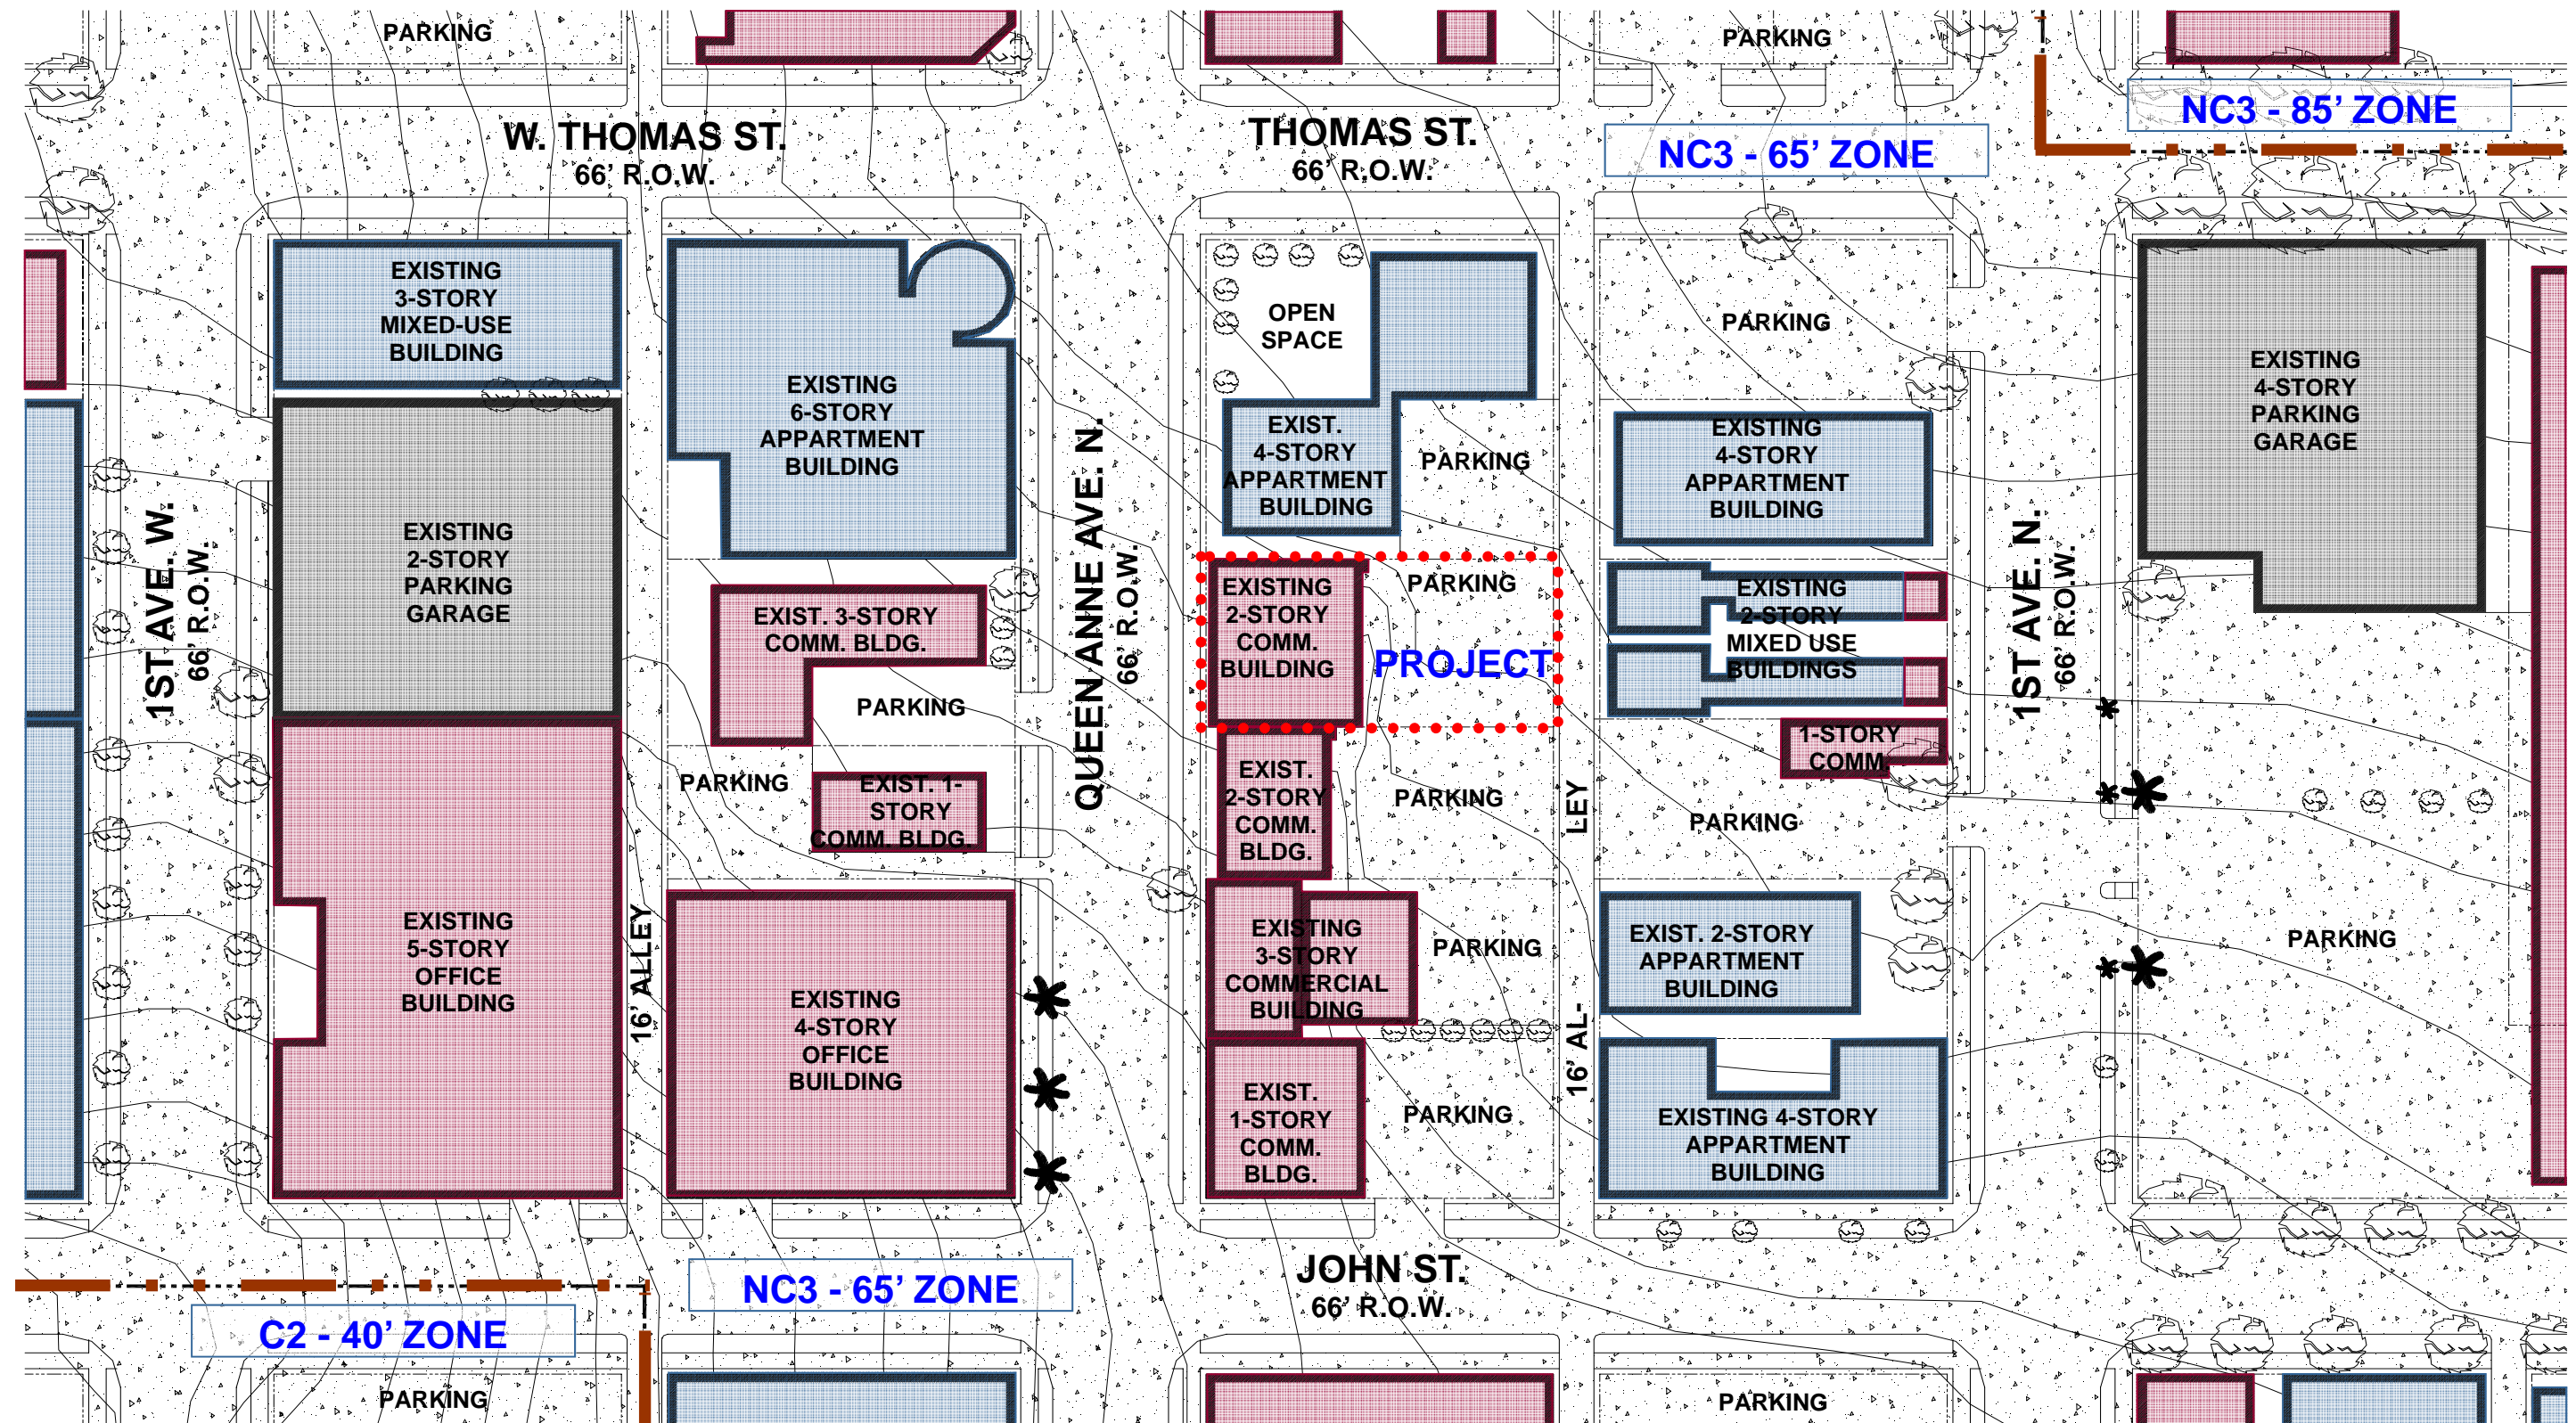 PARKING
PARKING
NC3 - 85’ ZONE
W. THOMAS ST.
66’ R.O.W.
THOMAS ST.
66’ R.O.W.
NC3 - 65’ ZONE
EXISTING
3-STORY
MIXED-USE
BUILDING
OPEN
SPACE
PARKING
EXISTING
4-STORY
PARKING
GARAGE
EXISTING
6-STORY
APPARTMENT
BUILDING
EXIST.
4-STORY
APPARTMENT
BUILDING
PARKING
EXISTING
4-STORY
APPARTMENT
BUILDING
1ST AVE. W.
66’ R.O.W.
EXISTING
2-STORY
PARKING
GARAGE
QUEEN ANNE AVE. N.
66’ R.O.W.
EXISTING
2-STORY
COMM.
BUILDING
PARKING
PROJECT
EXISTING
2-STORY
MIXED USE
BUILDINGS
1ST AVE. N.
66’ R.O.W.
EXIST. 3-STORY
COMM. BLDG.
PARKING
1-STORY
COMM.
PARKING
EXIST. 1-
STORY
COMM. BLDG.
EXIST.
2-STORY
COMM.
BLDG.
PARKING
16’ AL-
LEY
PARKING
EXISTING
5-STORY
OFFICE
BUILDING
16’ ALLEY
EXISTING
4-STORY
OFFICE
BUILDING
EXISTING
3-STORY
COMMERCIAL
BUILDING
PARKING
EXIST. 2-STORY
APPARTMENT
BUILDING
PARKING
EXIST.
1-STORY
COMM.
BLDG.
PARKING
EXISTING 4-STORY
APPARTMENT
BUILDING
NC3 - 65’ ZONE
JOHN ST.
66’ R.O.W.
C2 - 40’ ZONE
PARKING
PARKING